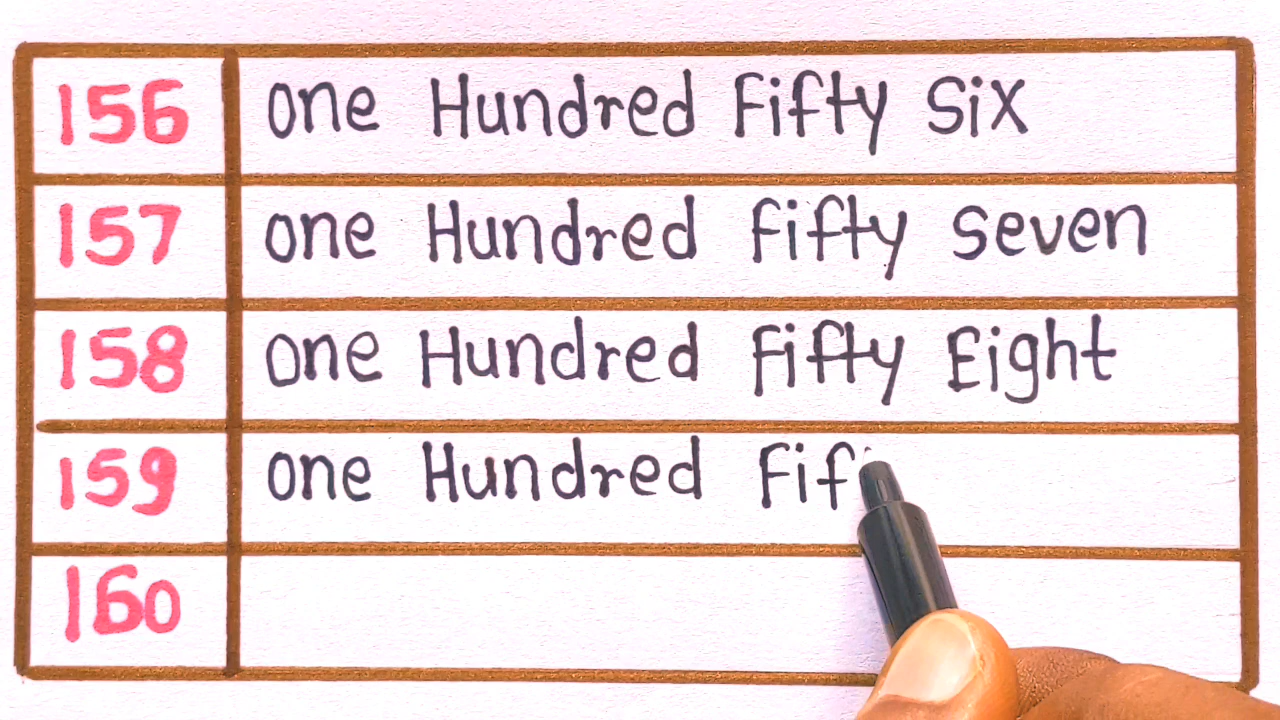 156 one Hundred Fifty Six
157 one Hundred Fifty Seven
158 one Hundred Fifty Eight
159 one Hundred Fif
160